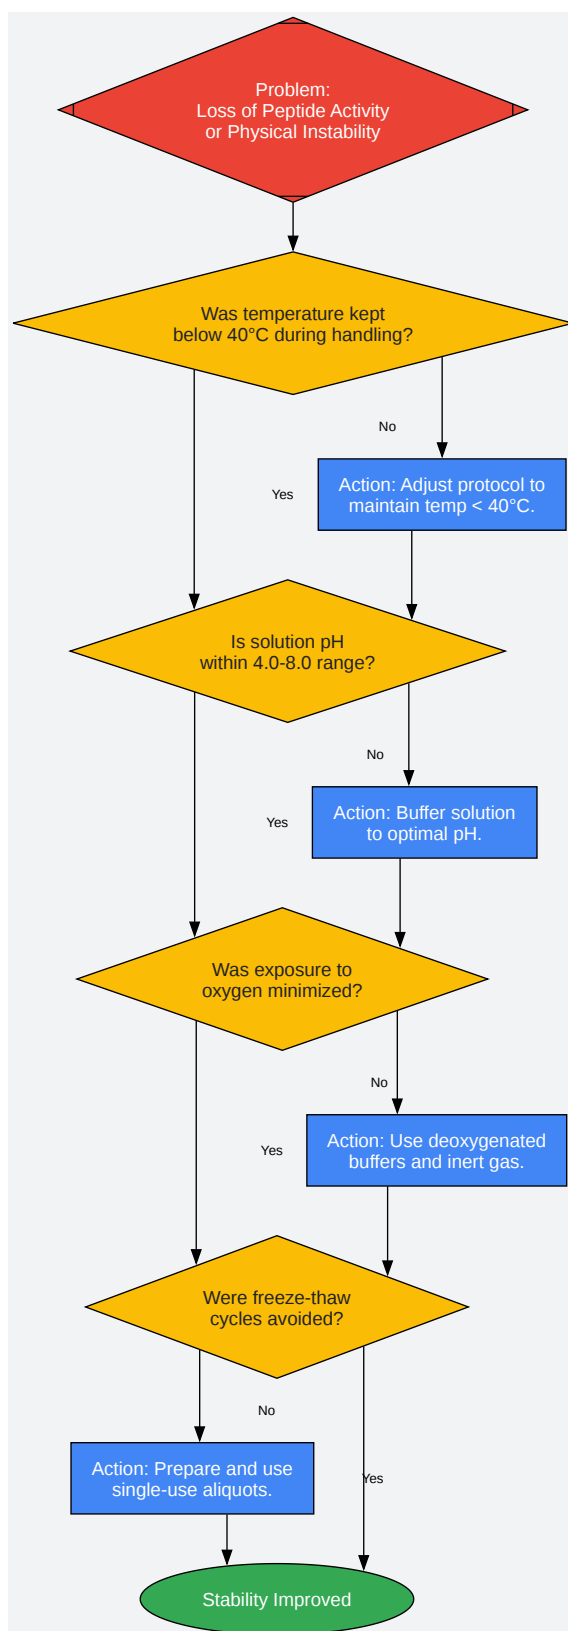 Problem:
Loss of Peptide Activity
or Physical Instability
Was temperature kept
below 40°C during handling?
No
Yes
Action: Adjust protocol to
maintain temp < 40°C.
Is solution pH
within 4.0-8.0 range?
No
Yes
Action: Buffer solution
to optimal pH.
Was exposure to
oxygen minimized?
No
Yes
Action: Use deoxygenated
buffers and inert gas.
Were freeze-thaw
cycles avoided?
No
Action: Prepare and use
single-use aliquots.
Yes
Stability Improved